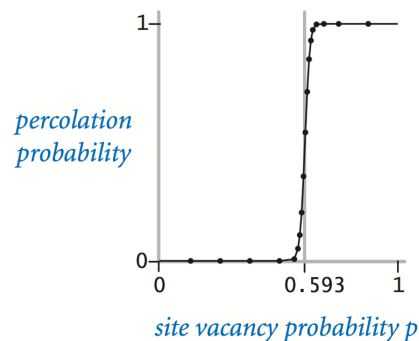 1
percolation
probability
0
0 0.593 1
site vacancy probability p